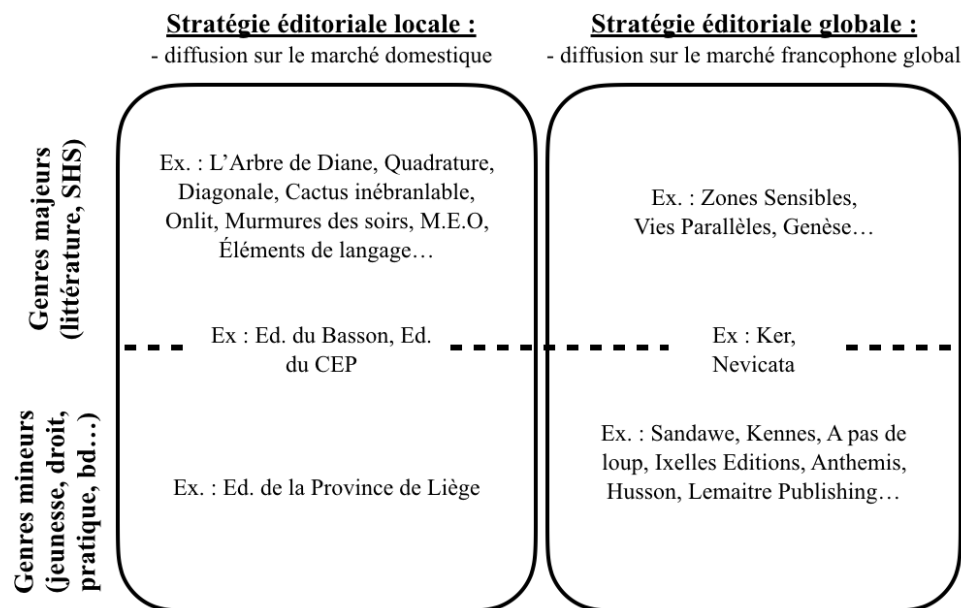 Stratégie éditoriale locale :
- diffusion sur le marché domestique
Stratégie éditoriale globale :
- diffusion sur le marché francophone global
Genres majeurs
(littérature, SHS)
Ex. : L’Arbre de Diane, Quadrature,
Diagonale, Cactus inébranlable,
Onlit, Murmures des soirs, M.E.O,
Éléments de langage…
Ex. : Zones Sensibles,
Vies Parallèles, Genèse…
Ex : Ed. du Basson, Ed.
du CEP
Ex : Ker,
Nevicata
Genres mineurs
(jeunesse, droit,
pratique, bd…)
Ex. : Ed. de la Province de Liège
Ex. : Sandawe, Kennes, A pas de
loup, Ixelles Editions, Anthemis,
Husson, Lemaitre Publishing…